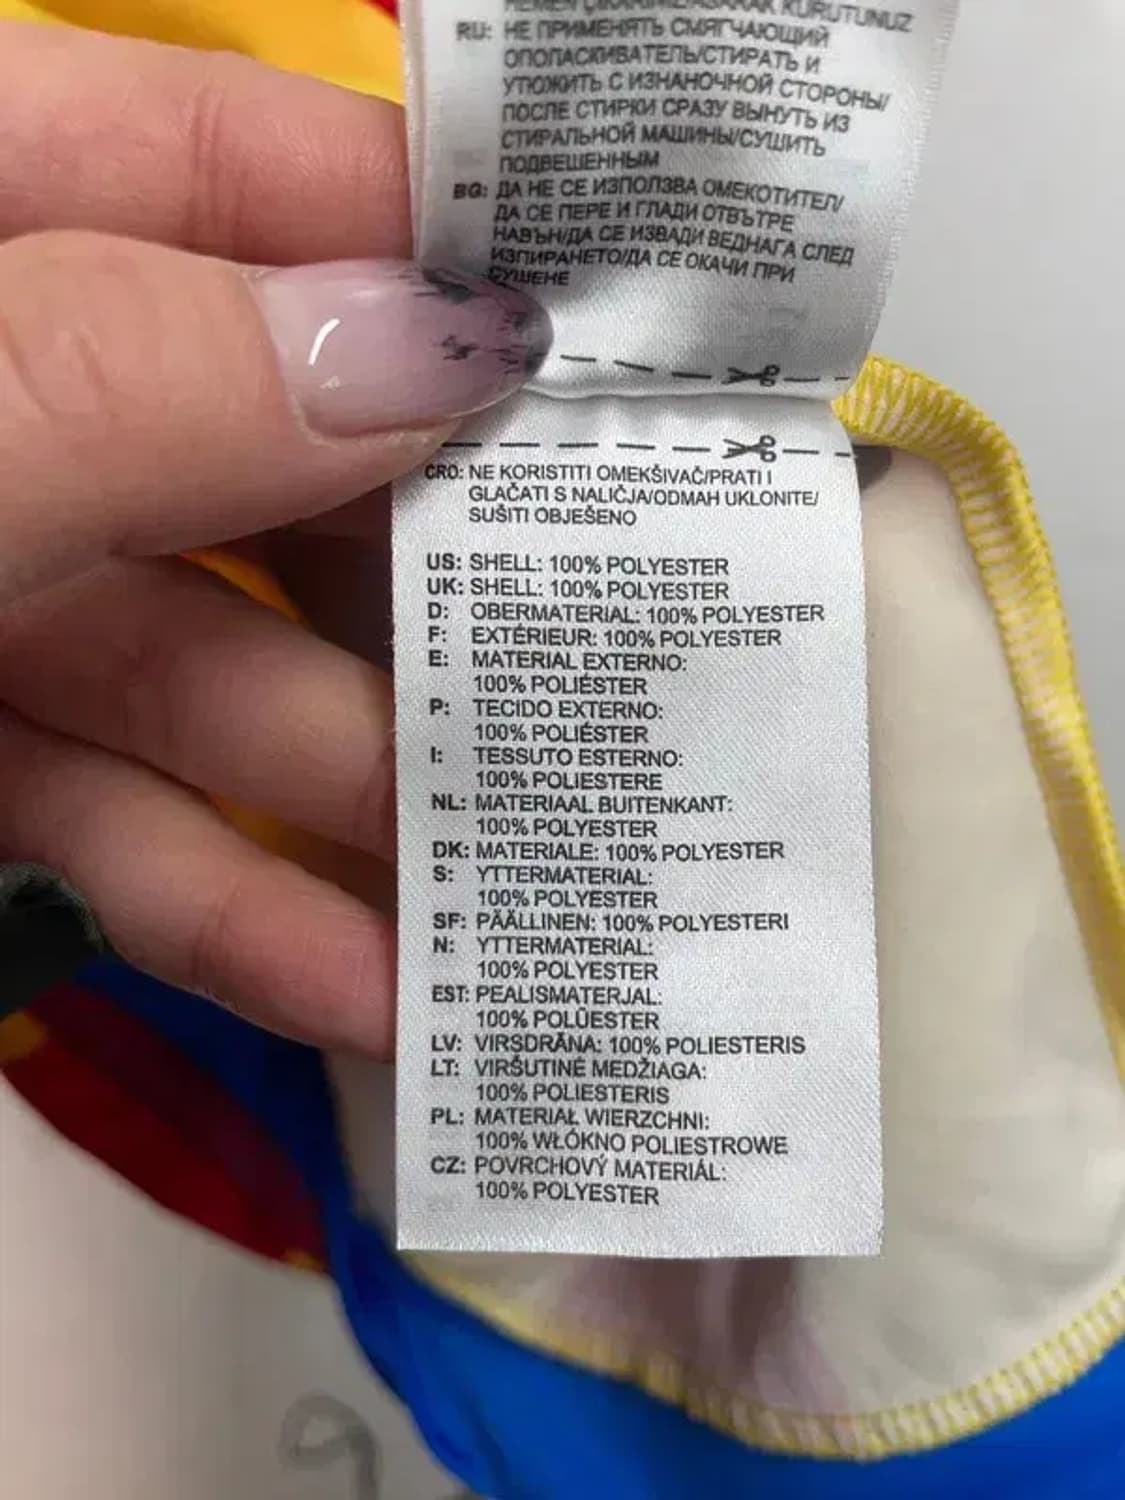 HEMEN ÇIKARINIZ/ASARAK KURUTUNUZ
RU: НЕ ПРИМЕНЯТЬ СМЯГЧАЮЩИЙ
ОПОЛАСКИВАТЕЛЬ/СТИРАТЬ И
УТЮЖИТЬ С ИЗНАНОЧНОЙ СТОРОНЫ/
ПОСЛЕ СТИРКИ СРАЗУ ВЫНУТЬ ИЗ
СТИРАЛЬНОЙ МАШИНЫ/СУШИТЬ
ПОДВЕШЕННЫМ
BG: ДА НЕ СЕ ИЗПОЛЗВА ОМЕКОТИТЕЛ/
ДА СЕ ПЕРЕ И ГЛАДИ ОТВЪТРЕ
НАВЪН/ДА СЕ ИЗВАДИ ВЕДНАГА СЛЕД
ИЗПИРАНЕТО/ДА СЕ ОКАЧИ ПРИ
СУШЕНЕ
CRO: NE KORISTITI OMEKŠIVAČ/PRATI I
GLAČATI S NALIČJA/ODMAH UKLONITE/
SUŠITI OBJEŠENO
US: SHELL: 100% POLYESTER
UK: SHELL: 100% POLYESTER
D: OBERMATERIAL: 100% POLYESTER
F: EXTÉRIEUR: 100% POLYESTER
E: MATERIAL EXTERNO:
100% POLIÉSTER
P: TECIDO EXTERNO:
100% POLIÉSTER
I: TESSUTO ESTERNO:
100% POLIESTERE
NL: MATERIAAL BUITENKANT:
100% POLYESTER
DK: MATERIALE: 100% POLYESTER
S: YTTERMATERIAL:
100% POLYESTER
SF: PÄÄLLINEN: 100% POLYESTERI
N: YTTERMATERIAL:
100% POLYESTER
EST: PEALISMATERJAL:
100% POLÜESTER
LV: VIRSDRĀNA: 100% POLIESTERIS
LT: VIRŠUTINĖ MEDŽIAGA:
100% POLIESTERIS
PL: MATERIAŁ WIERZCHNI:
100% WŁÓKNO POLIESTROWE
CZ: POVRCHOVÝ MATERIÁL:
100% POLYESTER